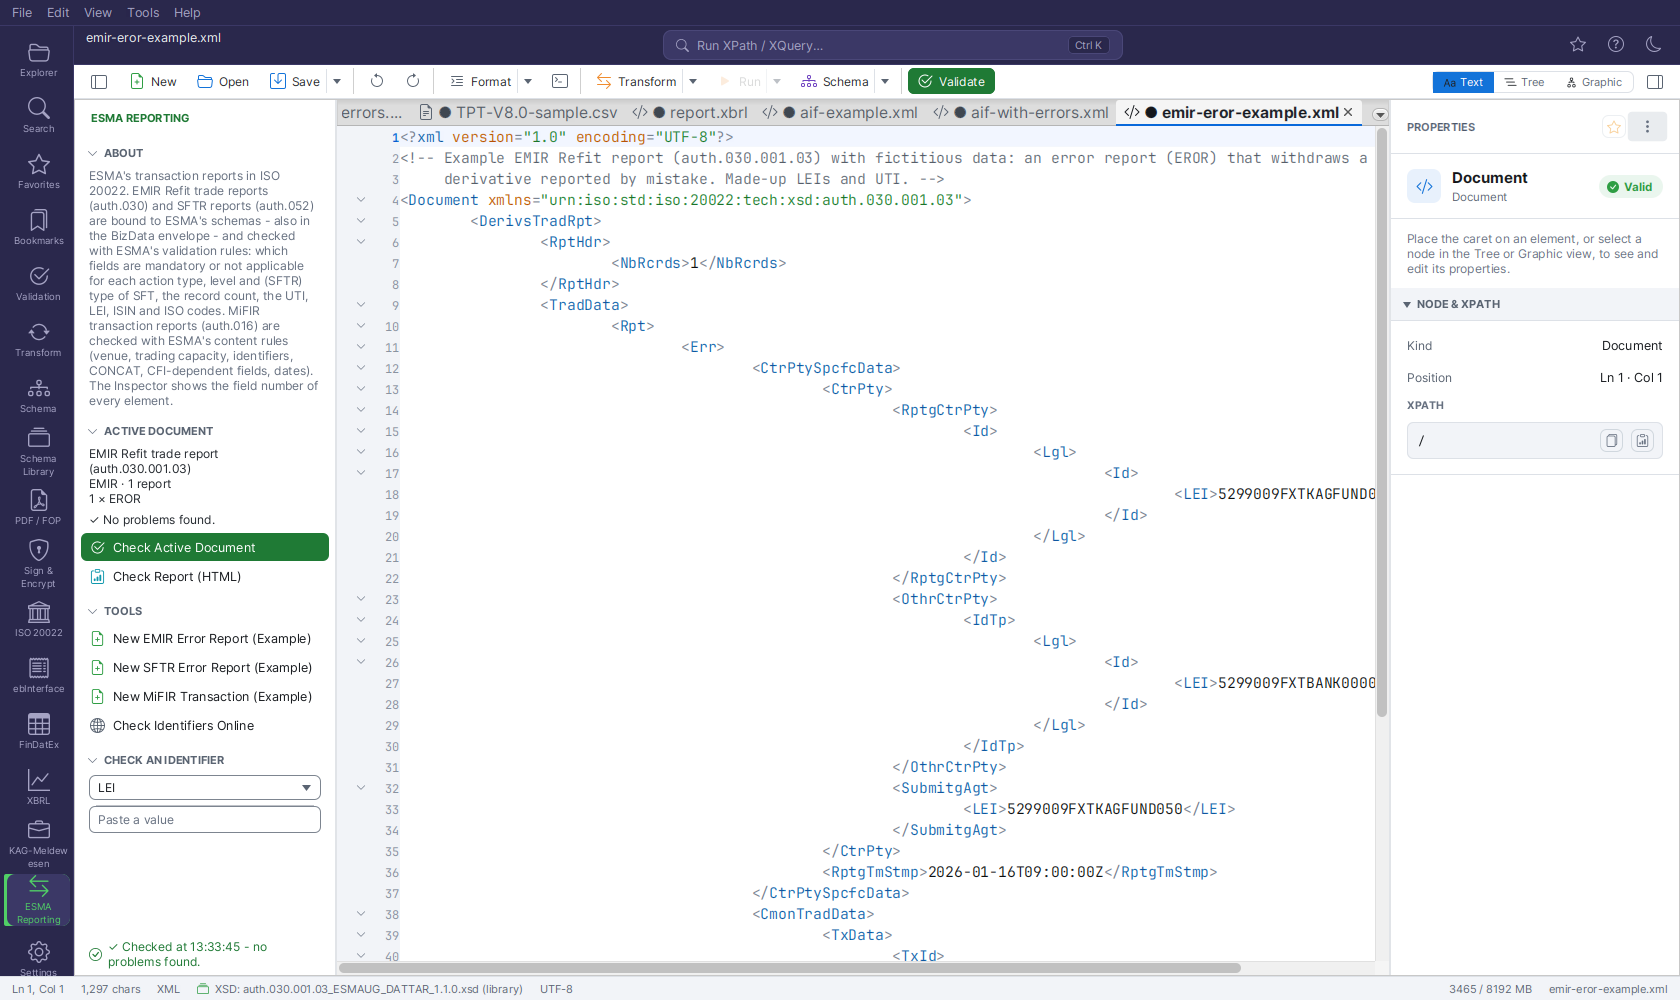 File Edit View Tools Help
emir-eror-example.xml
Run XPath / XQuery... Ctrl K
New Open Save Format Transform Run Schema Validate Text Tree Graphic
Explorer
Search
Favorites
Bookmarks
Validation
Transform
Schema
Schema
Library
PDF / FOP
Sign &
Encrypt
ISO 20022
ebInterface
FinDatEx
XBRL
KAG-Meldew
esen
ESMA
Reporting
Settings
ESMA REPORTING
ABOUT
ESMA's transaction reports in ISO
20022. EMIR Refit trade reports
(auth.030) and SFTR reports (auth.052)
are bound to ESMA's schemas - also in
the BizData envelope - and checked
with ESMA's validation rules: which
fields are mandatory or not applicable
for each action type, level and (SFTR)
type of SFT, the record count, the UTI,
LEI, ISIN and ISO codes. MiFIR
transaction reports (auth.016) are
checked with ESMA's content rules
(venue, trading capacity, identifiers,
CONCAT, CFI-dependent fields, dates).
The Inspector shows the field number of
every element.
ACTIVE DOCUMENT
EMIR Refit trade report
(auth.030.001.03)
EMIR · 1 report
1 × EROR
✓ No problems found.
Check Active Document
Check Report (HTML)
TOOLS
New EMIR Error Report (Example)
New SFTR Error Report (Example)
New MiFIR Transaction (Example)
Check Identifiers Online
CHECK AN IDENTIFIER
LEI
Paste a value
✓ Checked at 13:33:45 - no
problems found.
errors.... TPT-V8.0-sample.csv report.xbrl aif-example.xml aif-with-errors.xml emir-eror-example.xml
1 <?xml version="1.0" encoding="UTF-8"?>
2 <!-- Example EMIR Refit report (auth.030.001.03) with fictitious data: an error report (EROR) that withdraws a
3 derivative reported by mistake. Made-up LEIs and UTI. -->
4 <Document xmlns="urn:iso:std:iso:20022:tech:xsd:auth.030.001.03">
5 <DerivsTradRpt>
6 <RptHdr>
7 <NbRcrds>1</NbRcrds>
8 </RptHdr>
9 <TradData>
10 <Rpt>
11 <Err>
12 <CtrPtySpcfcData>
13 <CtrPty>
14 <RptgCtrPty>
15 <Id>
16 <Lgl>
17 <Id>
18 <LEI>5299009FXTKAGFUND0
19 </Id>
20 </Lgl>
21 </Id>
22 </RptgCtrPty>
23 <OthrCtrPty>
24 <IdTp>
25 <Lgl>
26 <Id>
27 <LEI>5299009FXTBANK0000
28 </Id>
29 </Lgl>
30 </IdTp>
31 </OthrCtrPty>
32 <SubmitgAgt>
33 <LEI>5299009FXTKAGFUND050</LEI>
34 </SubmitgAgt>
35 </CtrPty>
36 <RptgTmStmp>2026-01-16T09:00:00Z</RptgTmStmp>
37 </CtrPtySpcfcData>
38 <CmonTradData>
39 <TxData>
40 <TxId>
PROPERTIES
Document
Document
Valid
Place the caret on an element, or select a
node in the Tree or Graphic view, to see and
edit its properties.
NODE & XPATH
Kind Document
Position Ln 1 · Col 1
XPATH
/
Ln 1, Col 1 1,297 chars XML XSD: auth.030.001.03_ESMAUG_DATTAR_1.1.0.xsd (library) UTF-8 3465 / 8192 MB emir-eror-example.xml